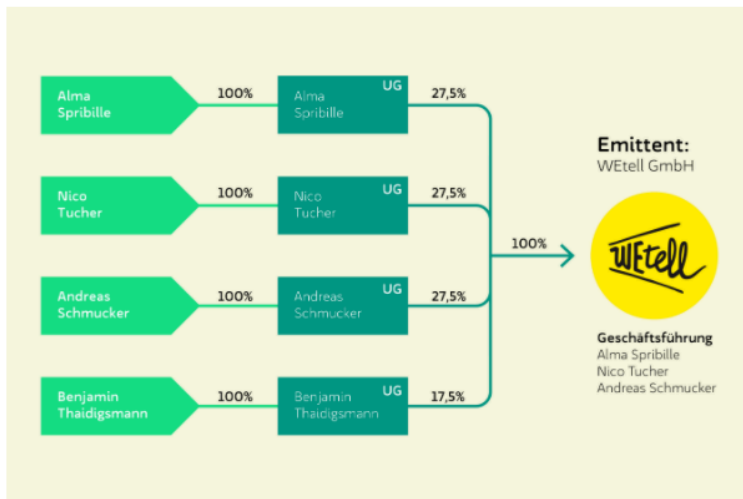 Alma
Spribille
100%
UG
Alma
Spribille
27,5%
Nico
Tucher
100%
UG
Nico
Tucher
27,5%
Andreas
Schmucker
100%
UG
Andreas
Schmucker
27,5%
Benjamin
Thaidigsmann
100%
UG
Benjamin
Thaidigsmann
17,5%
100%
Emittent:
WEtell GmbH
WEtell
Geschäftsführung
Alma Spribille
Nico Tucher
Andreas Schmucker